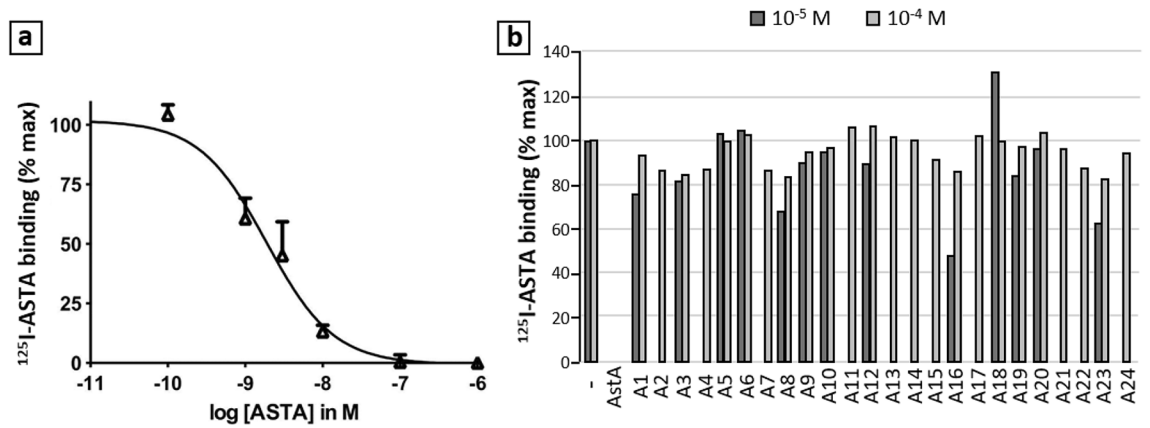 a
¹²⁵I-ASTA binding (% max)
100
75
50
25
0
-11 -10 -9 -8 -7 -6
log [ASTA] in M
b
10⁻⁵ M 10⁻⁴ M
¹²⁵I-ASTA binding (% max)
140
120
100
80
60
40
20
0
- AstA A1 A2 A3 A4 A5 A6 A7 A8 A9 A10 A11 A12 A13 A14 A15 A16 A17 A18 A19 A20 A21 A22 A23 A24